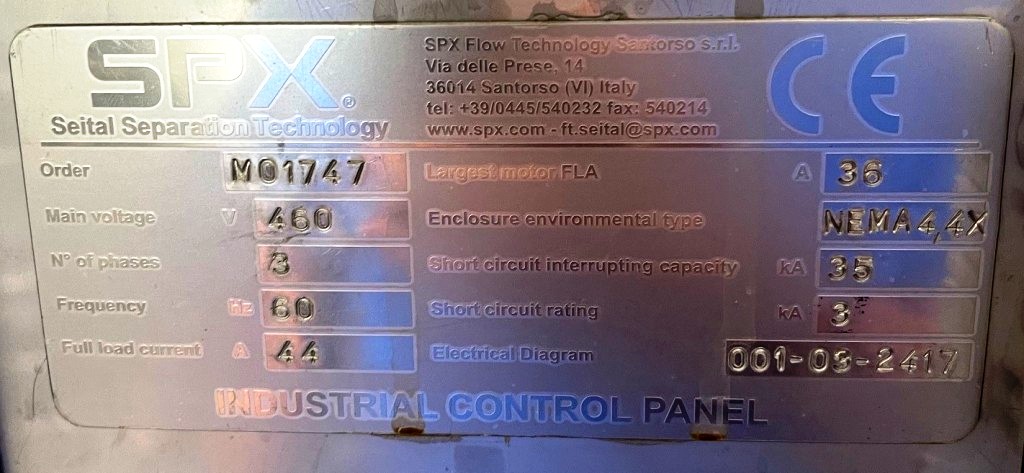 SPX®
Seital Separation Technology
SPX Flow Technology Santorso s.r.l.
Via delle Prese, 14
36014 Santorso (VI) Italy
tel: +39/0445/540232 fax: 540214
www.spx.com - ft.seital@spx.com
CE
Order M01747
Main voltage V 460
N° of phases 3
Frequency Hz 60
Full load current A 44
Largest motor FLA A 36
Enclosure environmental type NEMA4,4X
Short circuit interrupting capacity kA 35
Short circuit rating kA 3
Electrical Diagram 001-03-2417
INDUSTRIAL CONTROL PANEL